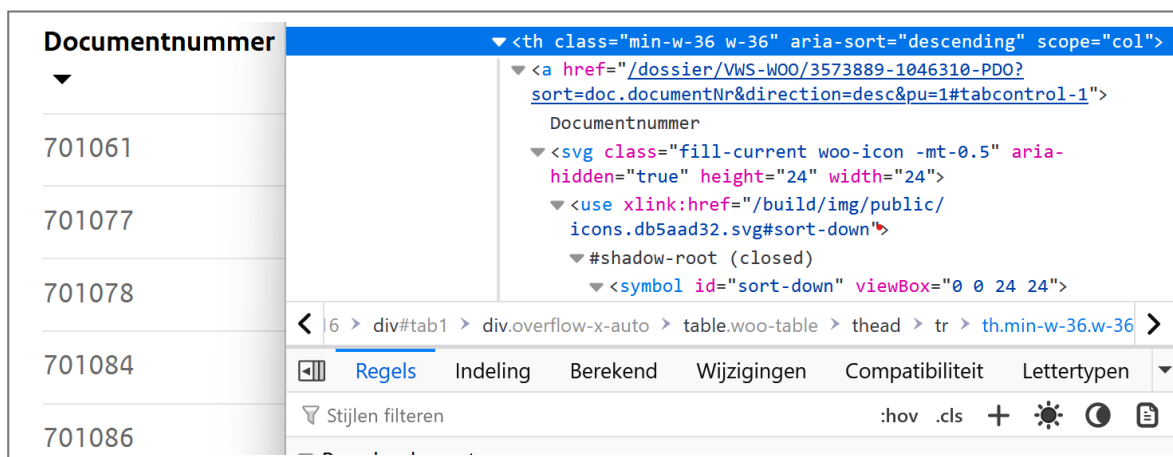 Documentnummer
701061
701077
701078
701084
701086
<th class="min-w-36 w-36" aria-sort="descending" scope="col">
<a href="/dossier/VWS-WOO/3573889-1046310-PDO?
sort=doc.documentNr&direction=desc&pu=1#tabcontrol-1">
Documentnummer
<svg class="fill-current woo-icon -mt-0.5" aria-
hidden="true" height="24" width="24">
<use xlink:href="/build/img/public/
icons.db5aad32.svg#sort-down">
#shadow-root (closed)
<symbol id="sort-down" viewBox="0 0 24 24">
16 > div#tab1 > div.overflow-x-auto > table.woo-table > thead > tr > th.min-w-36.w-36
Regels Indeling Berekend Wijzigingen Compatibiliteit Lettertypen
Stijlen filteren :hov .cls